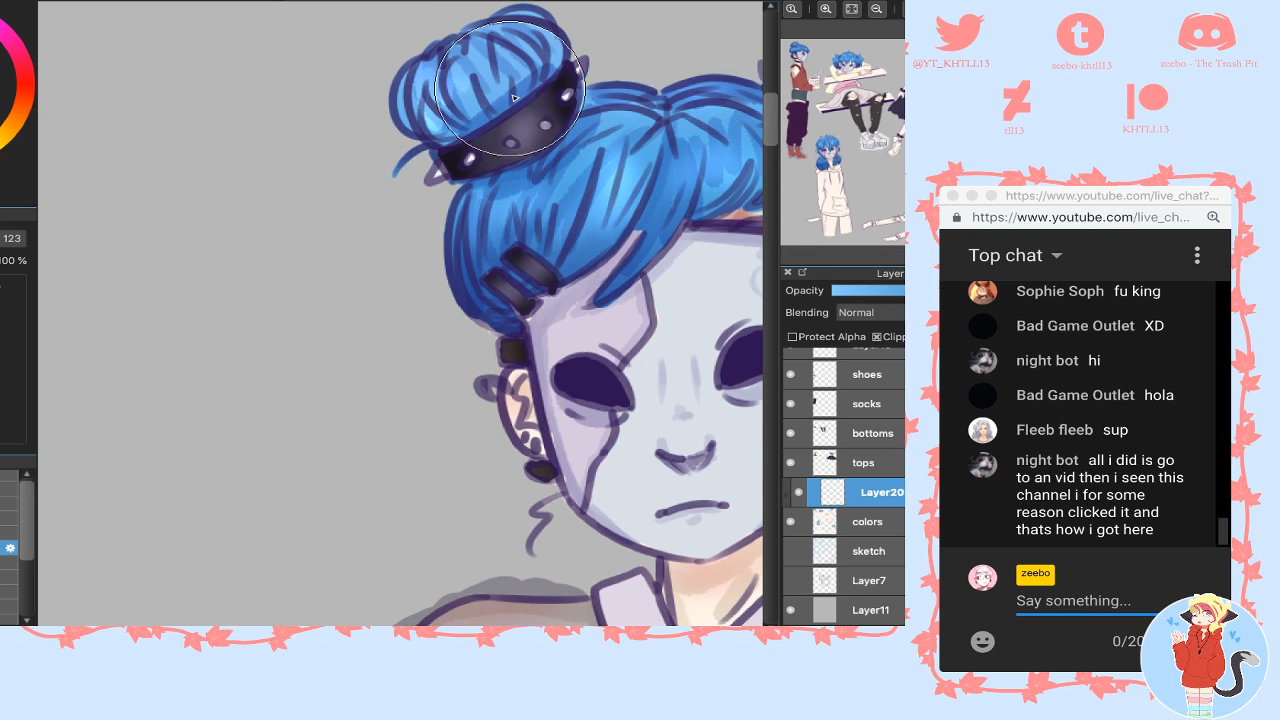 @YT_KHTLL13
zeebo-khtll13
zeebo - The Trash Pit
tll13
KHTLL13
123
100 %
Layer
Opacity
Blending Normal
Protect Alpha Clipp
shoes
socks
bottoms
tops
Layer20
colors
sketch
Layer7
Layer11
https://www.youtube.com/live_chat?...
https://www.youtube.com/live_ch...
Top chat
Sophie Soph fu king
Bad Game Outlet XD
night bot hi
Bad Game Outlet hola
Fleeb fleeb sup
night bot all i did is go
to an vid then i seen this
channel i for some
reason clicked it and
thats how i got here
zeebo
Say something...
0/20